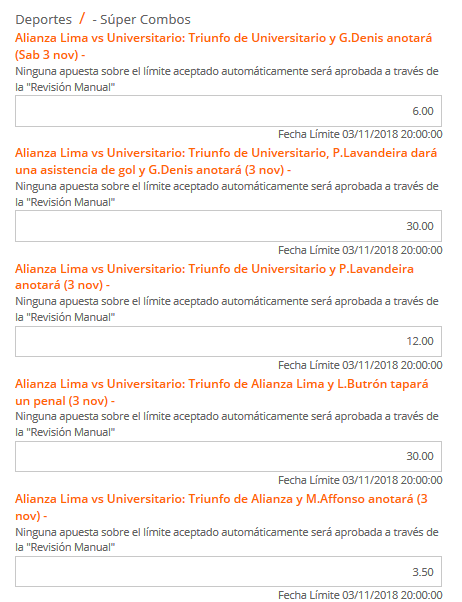 Deportes / - Súper Combos
Alianza Lima vs Universitario: Triunfo de Universitario y G.Denis anotará
(Sab 3 nov) -
Ninguna apuesta sobre el límite aceptado automáticamente será aprobada a través de
la "Revisión Manual"
6.00
Fecha Límite 03/11/2018 20:00:00
Alianza Lima vs Universitario: Triunfo de Universitario, P.Lavandeira dará
una asistencia de gol y G.Denis anotará (3 nov) -
Ninguna apuesta sobre el límite aceptado automáticamente será aprobada a través de
la "Revisión Manual"
30.00
Fecha Límite 03/11/2018 20:00:00
Alianza Lima vs Universitario: Triunfo de Universitario y P.Lavandeira
anotará (3 nov) -
Ninguna apuesta sobre el límite aceptado automáticamente será aprobada a través de
la "Revisión Manual"
12.00
Fecha Límite 03/11/2018 20:00:00
Alianza Lima vs Universitario: Triunfo de Alianza Lima y L.Butrón tapará
un penal (3 nov) -
Ninguna apuesta sobre el límite aceptado automáticamente será aprobada a través de
la "Revisión Manual"
30.00
Fecha Límite 03/11/2018 20:00:00
Alianza Lima vs Universitario: Triunfo de Alianza y M.Affonso anotará (3
nov) -
Ninguna apuesta sobre el límite aceptado automáticamente será aprobada a través de
la "Revisión Manual"
3.50
Fecha Límite 03/11/2018 20:00:00